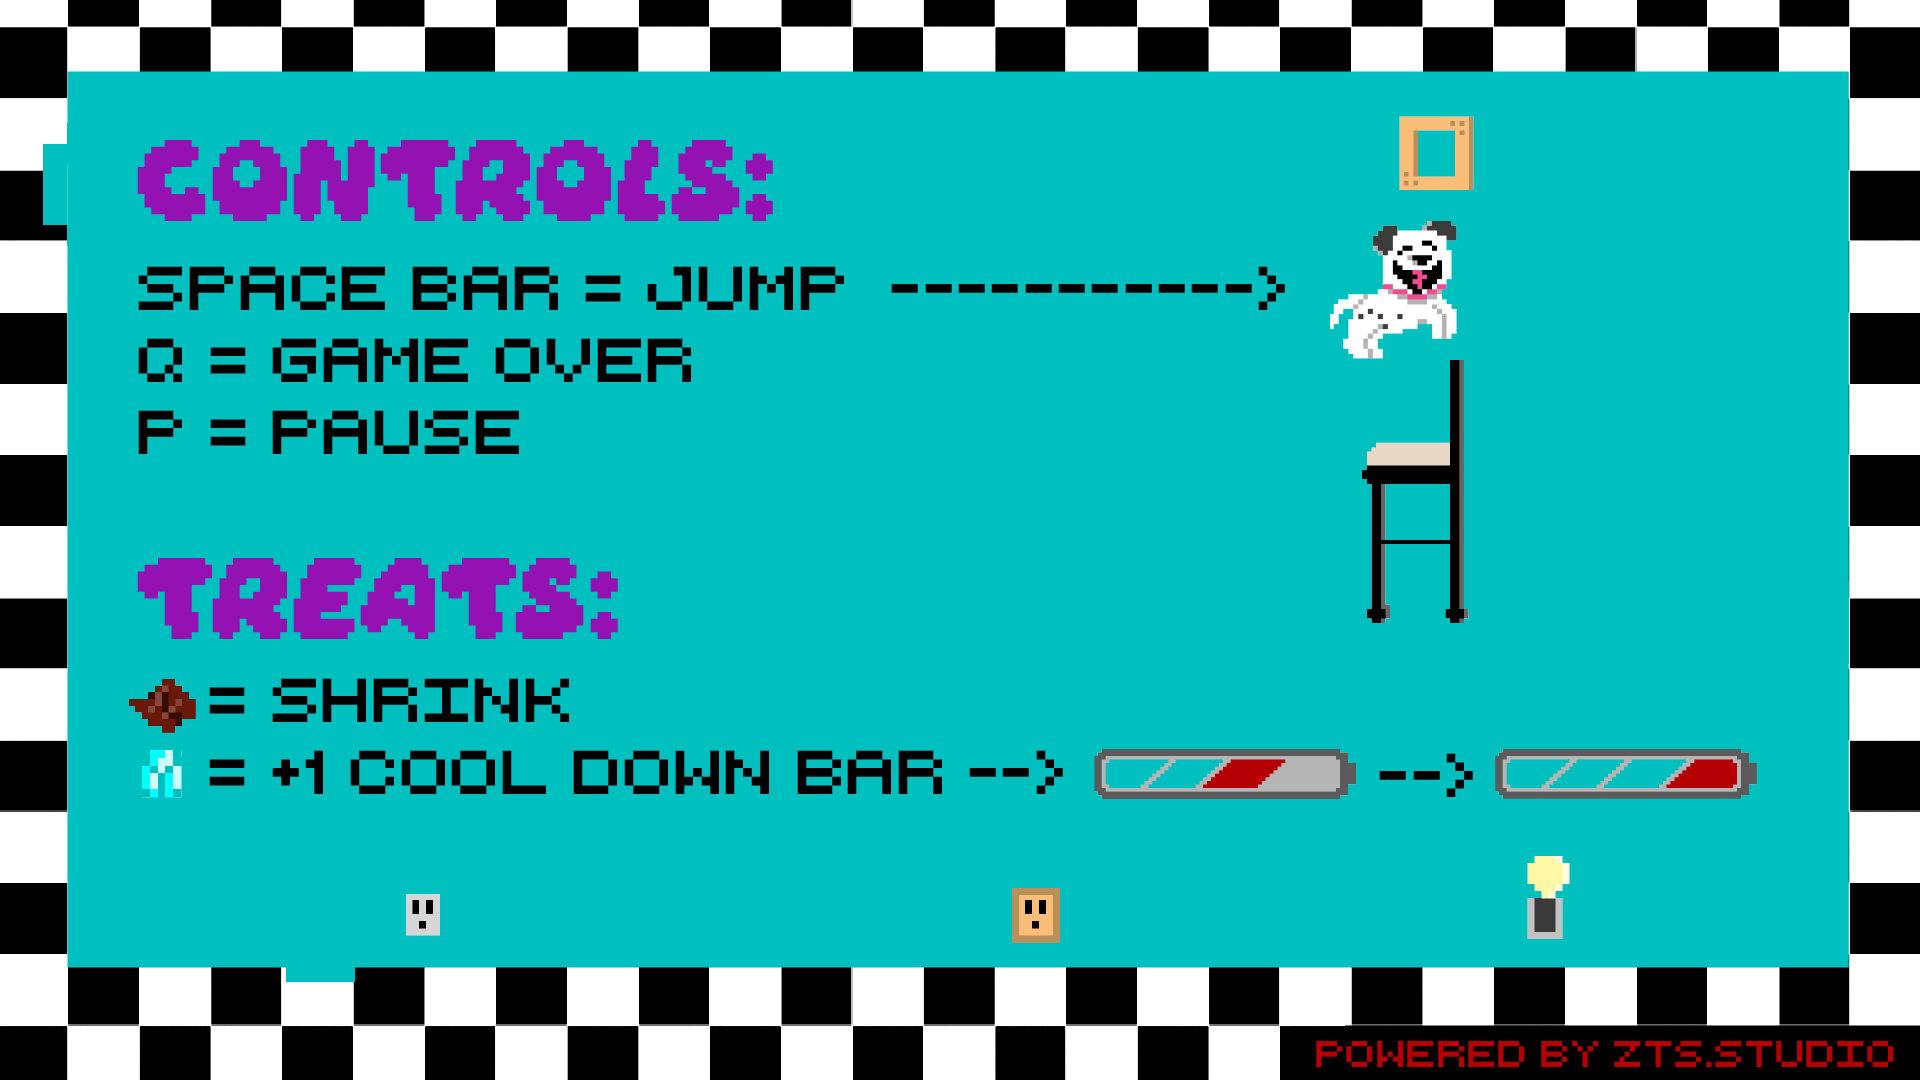 CONTROLS:
SPACE BAR = JUMP ----------->
Q = GAME OVER
P = PAUSE
TREATS:
= SHRINK
= +1 COOL DOWN BAR --> -->
POWERED BY ZTS.STUDIO